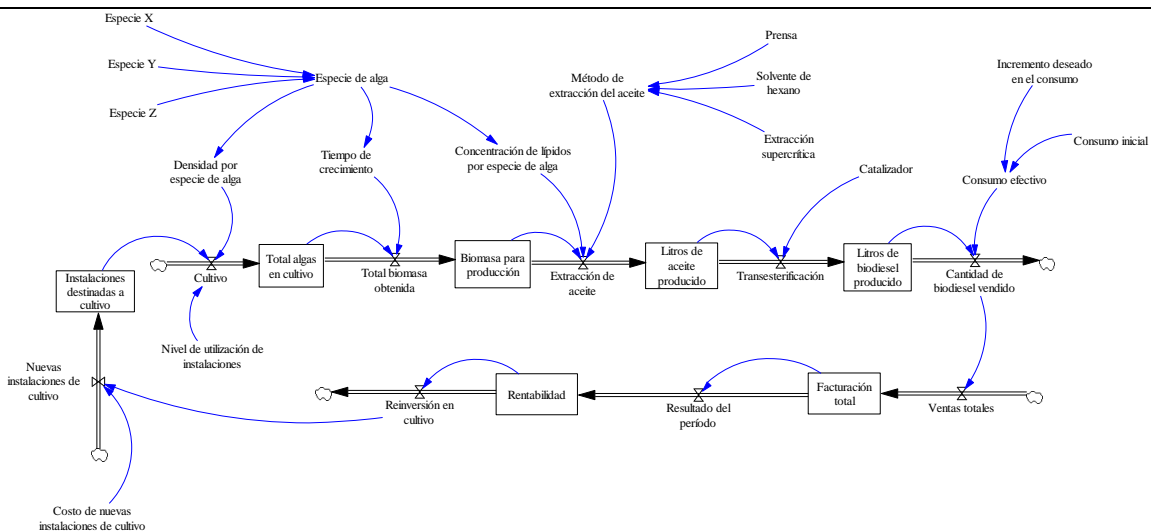 Especie X
Especie Y
Especie Z
Especie de alga
Método de
extracción del aceite
Prensa
Solvente de
hexano
Extracción
supercrítica
Incremento deseado
en el consumo
Consumo inicial
Densidad por
especie de alga
Tiempo de
crecimiento
Concentración de lípidos
por especie de alga
Catalizador
Consumo efectivo
Instalaciones
destinadas a
cultivo
Cultivo
Total algas
en cultivo
Total biomasa
obtenida
Biomasa para
producción
Extracción de
aceite
Litros de
aceite
producido
Transesterificación
Litros de
biodiesel
producido
Cantidad de
biodiesel vendido
Nivel de utilización de
instalaciones
Nuevas
instalaciones de
cultivo
Reinversión en
cultivo
Rentabilidad
Resultado del
período
Facturación
total
Ventas totales
Costo de nuevas
instalaciones de cultivo